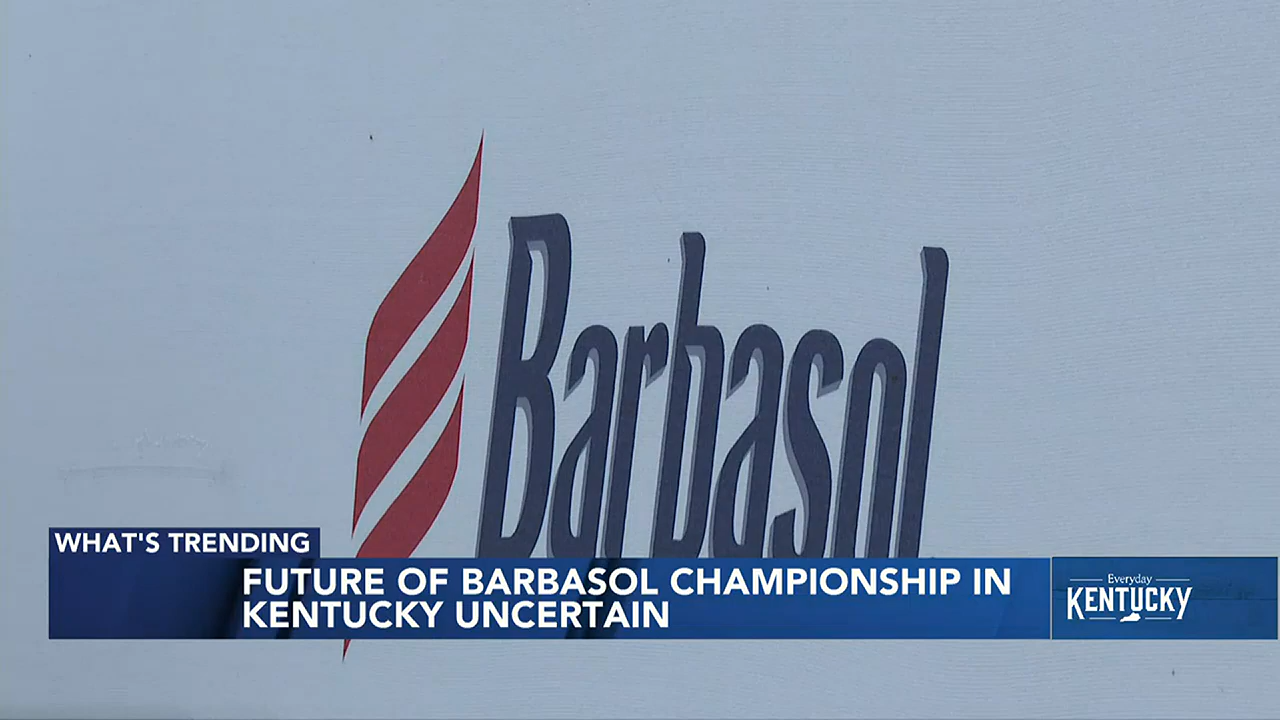 Barbasol
WHAT'S TRENDING
FUTURE OF BARBASOL CHAMPIONSHIP IN
KENTUCKY UNCERTAIN
Everyday
KENTUCKY